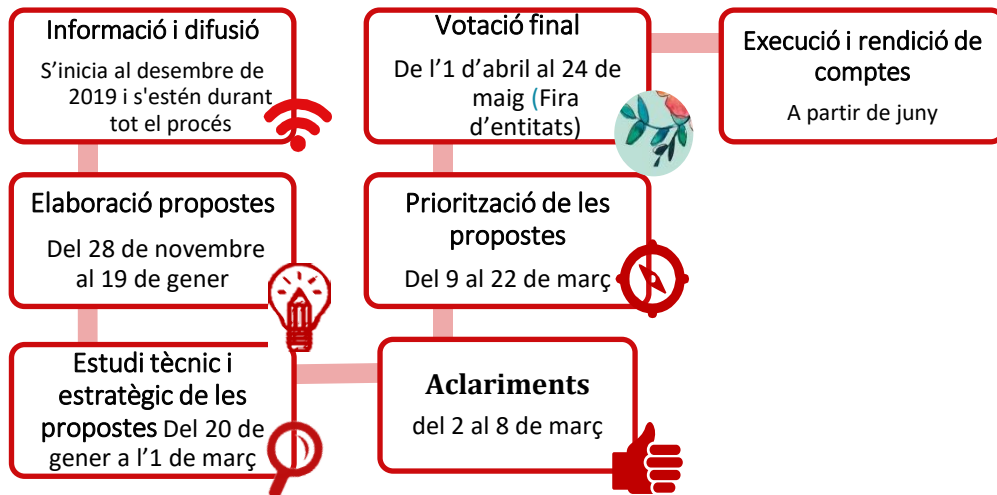 Informació i difusió
S’inicia al desembre de
2019 i s'estén durant
tot el procés
Elaboració propostes
Del 28 de novembre
al 19 de gener
Estudi tècnic i
estratègic de les
propostes Del 20 de
gener a l’1 de març
Aclariments
del 2 al 8 de març
Priorització de les
propostes
Del 9 al 22 de març
Votació final
De l’1 d’abril al 24 de
maig (Fira
d’entitats)
Execució i rendició de
comptes
A partir de juny